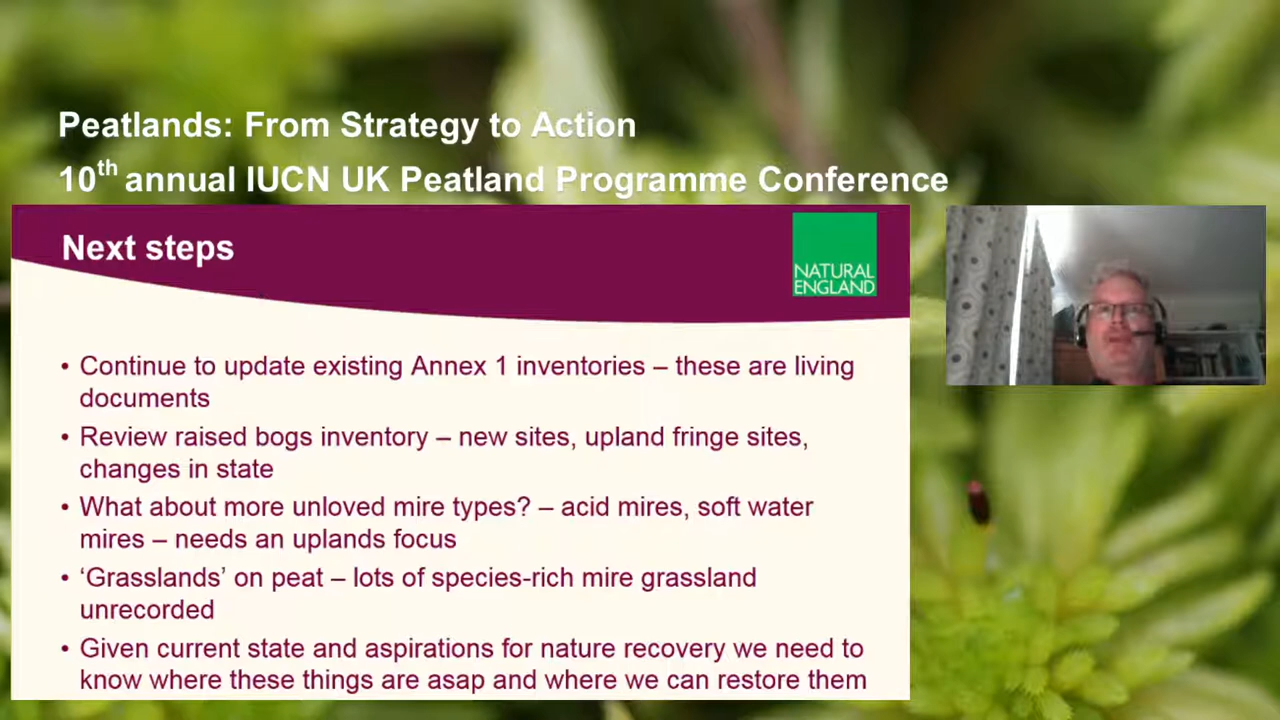 Peatlands: From Strategy to Action
10th annual IUCN UK Peatland Programme Conference
Next steps
NATURAL
ENGLAND
• Continue to update existing Annex 1 inventories – these are living
documents
• Review raised bogs inventory – new sites, upland fringe sites,
changes in state
• What about more unloved mire types? – acid mires, soft water
mires – needs an uplands focus
• ‘Grasslands’ on peat – lots of species-rich mire grassland
unrecorded
• Given current state and aspirations for nature recovery we need to
know where these things are asap and where we can restore them